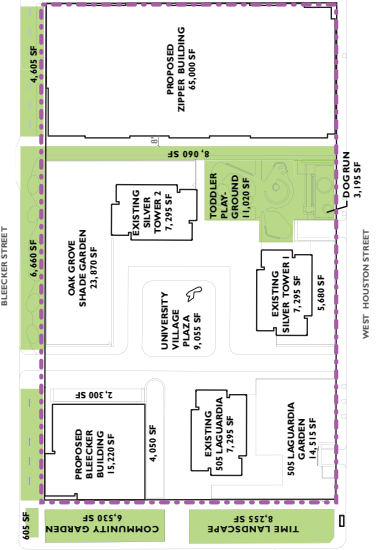 4,605 SF
PROPOSED
ZIPPER BUILDING
65,000 SF
8'
8,060 SF
TODDLER
PLAY-
GROUND
11,020 SF
DOG RUN
3,195 SF
BLEECKER STREET
6,660 SF
OAK GROVE
SHADE GARDEN
23,870 SF
EXISTING
SILVER
TOWER 2
7,295 SF
UNIVERSITY
VILLAGE
PLAZA
9,055 SF
EXISTING
SILVER TOWER 1
7,295 SF
5,680 SF
WEST HOUSTON STREET
2,300 SF
PROPOSED
BLEECKER
BUILDING
15,220 SF
4,050 SF
EXISTING
505 LAGUARDIA
7,295 SF
505 LAGUARDIA
GARDEN
14,515 SF
605 SF
COMMUNITY GARDEN
6,530 SF
TIME LANDSCAPE
8,255 SF